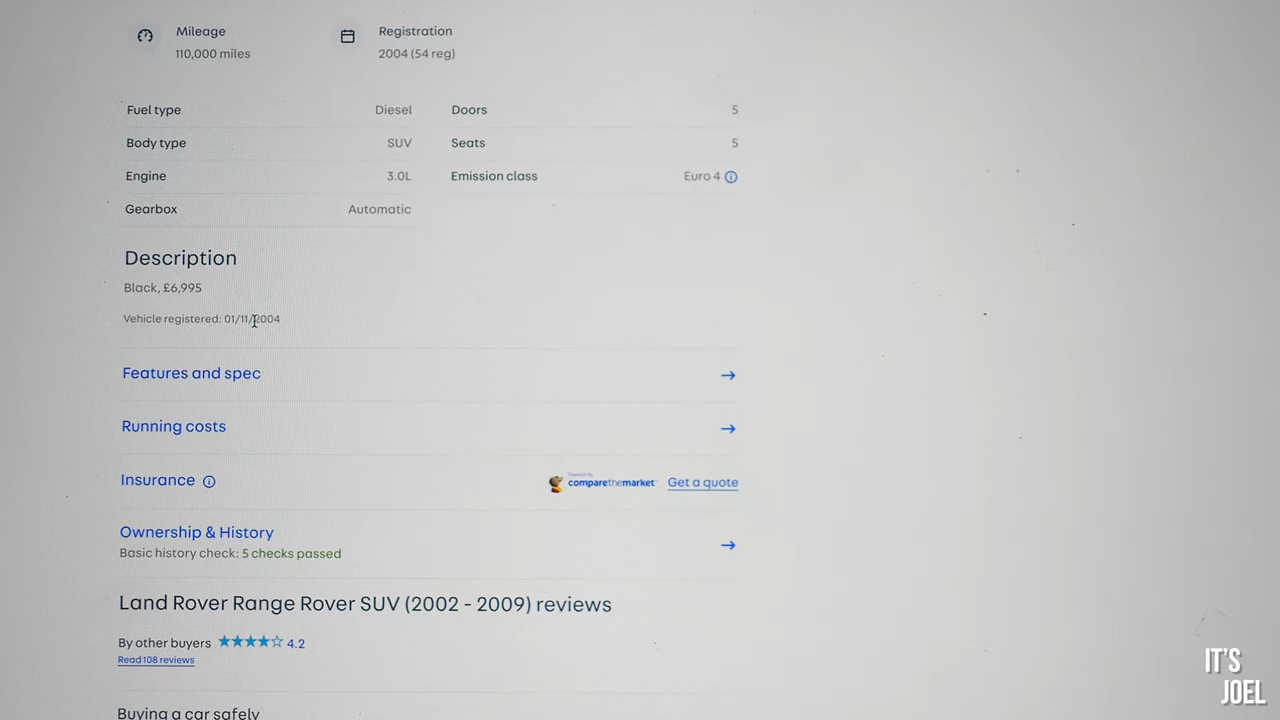 Mileage
110,000 miles
Registration
2004 (54 reg)
Fuel type Diesel
Doors 5
Body type SUV
Seats 5
Engine 3.0L
Emission class Euro 4
Gearbox Automatic
Description
Black, £6,995
Vehicle registered: 01/11/2004
Features and spec
Running costs
Insurance
Powered by
comparethemarket
Get a quote
Ownership & History
Basic history check: 5 checks passed
Land Rover Range Rover SUV (2002 - 2009) reviews
By other buyers 4.2
Read 108 reviews
Buying a car safely
IT'S
JOEL